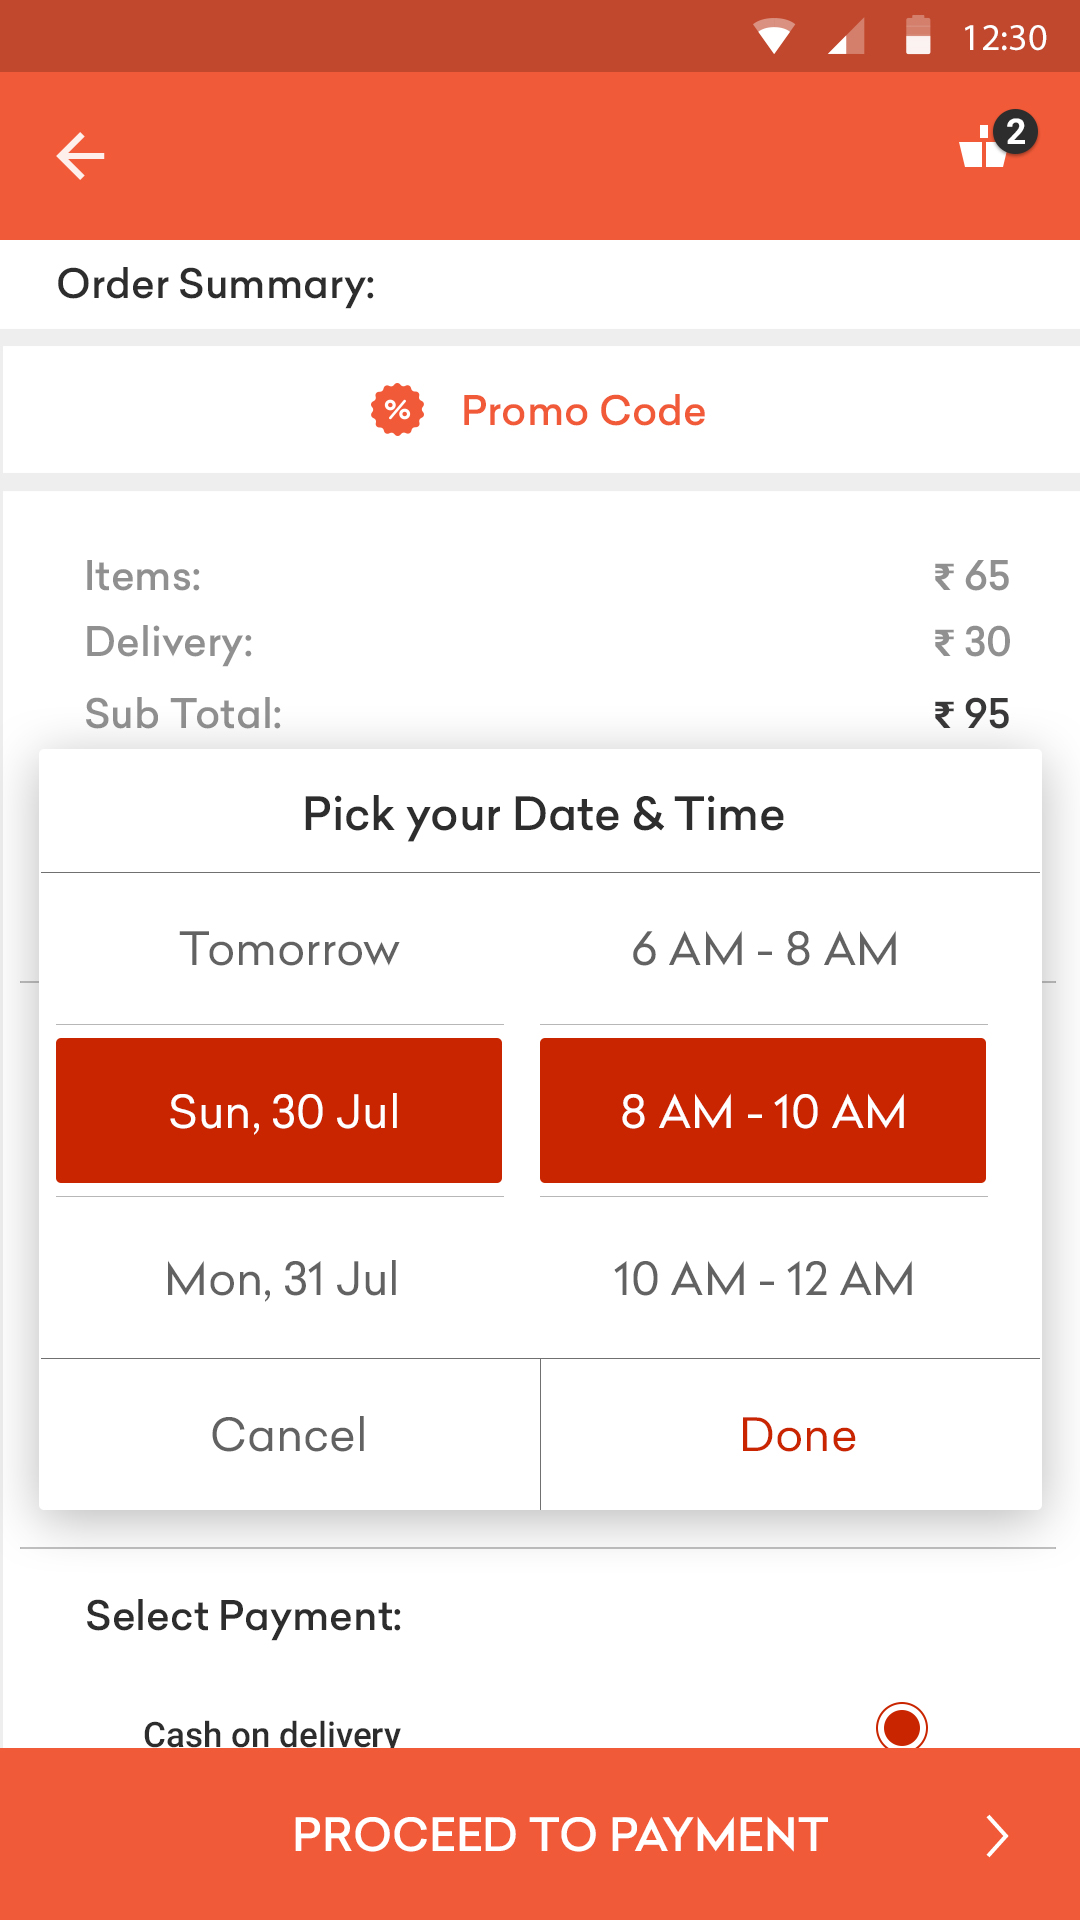 12:30
2
Order Summary:
% Promo Code
Items: ₹ 65
Delivery: ₹ 30
Sub Total: ₹ 95
Pick your Date & Time
Tomorrow 6 AM - 8 AM
Sun, 30 Jul 8 AM - 10 AM
Mon, 31 Jul 10 AM - 12 AM
Cancel Done
Select Payment:
Cash on delivery
PROCEED TO PAYMENT